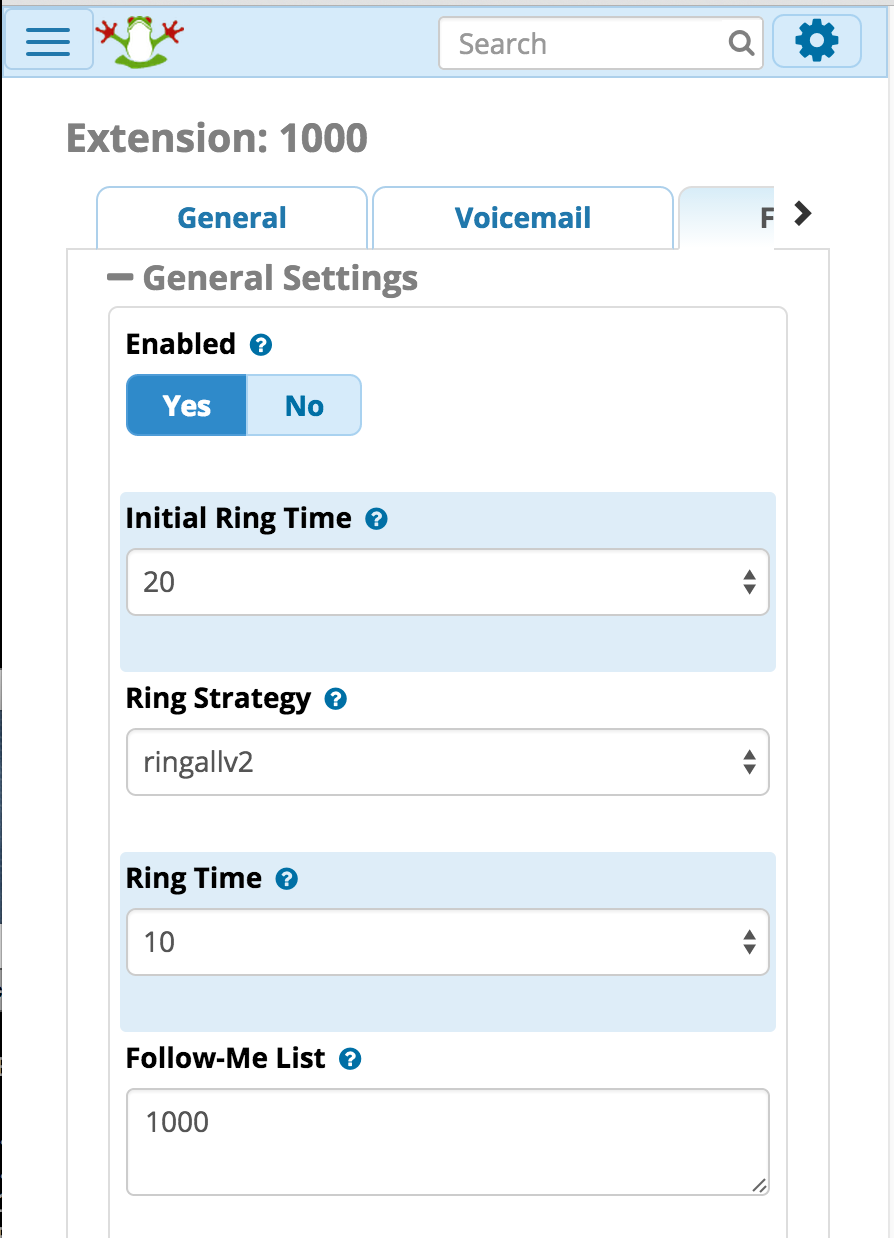 Search
Extension: 1000
General Voicemail F
General Settings
Enabled ?
Yes No
Initial Ring Time ?
20
Ring Strategy ?
ringallv2
Ring Time ?
10
Follow-Me List ?
1000